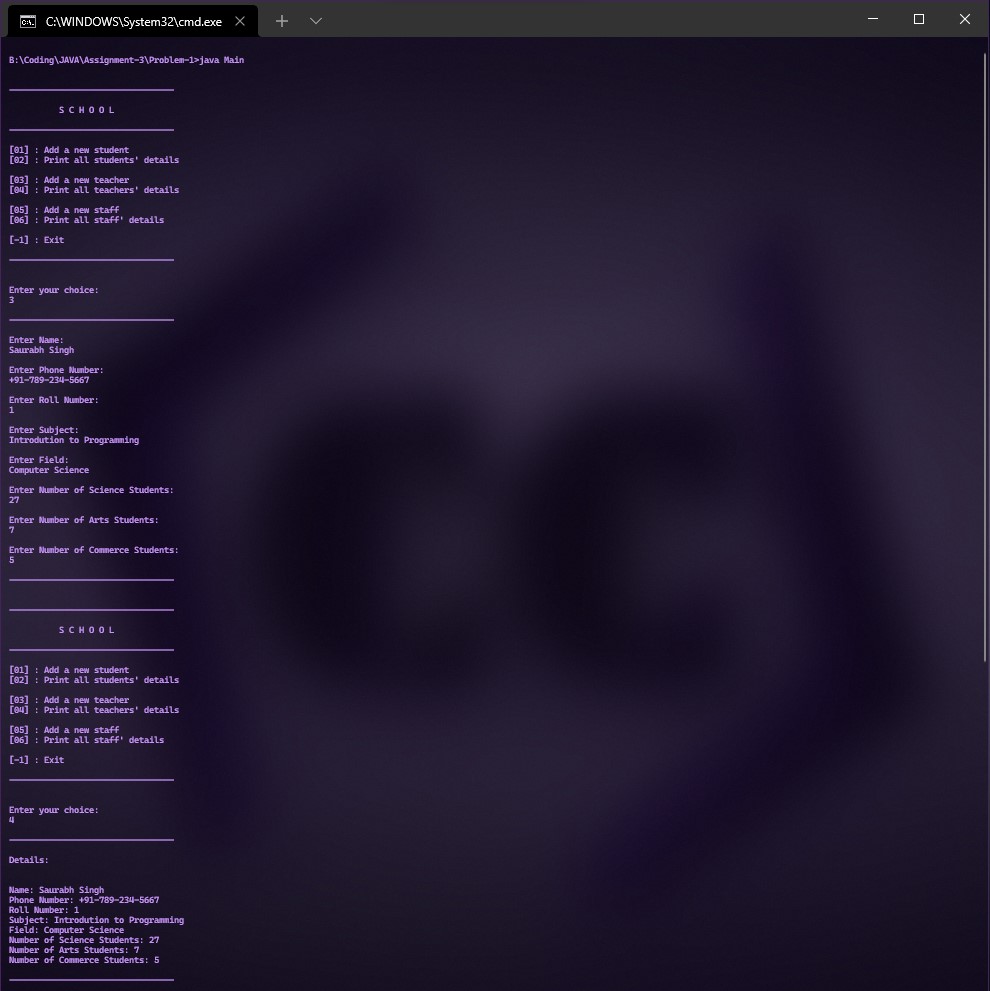 C:\WINDOWS\System32\cmd.exe
B:\Coding\JAVA\Assignment-3\Problem-1>java Main
S C H O O L
[01] : Add a new student
[02] : Print all students' details
[03] : Add a new teacher
[04] : Print all teachers' details
[05] : Add a new staff
[06] : Print all staff' details
[-1] : Exit
Enter your choice:
3
Enter Name:
Saurabh Singh
Enter Phone Number:
+91-789-234-5667
Enter Roll Number:
1
Enter Subject:
Introdution to Programming
Enter Field:
Computer Science
Enter Number of Science Students:
27
Enter Number of Arts Students:
7
Enter Number of Commerce Students:
5
S C H O O L
[01] : Add a new student
[02] : Print all students' details
[03] : Add a new teacher
[04] : Print all teachers' details
[05] : Add a new staff
[06] : Print all staff' details
[-1] : Exit
Enter your choice:
4
Details:
Name: Saurabh Singh
Phone Number: +91-789-234-5667
Roll Number: 1
Subject: Introdution to Programming
Field: Computer Science
Number of Science Students: 27
Number of Arts Students: 7
Number of Commerce Students: 5